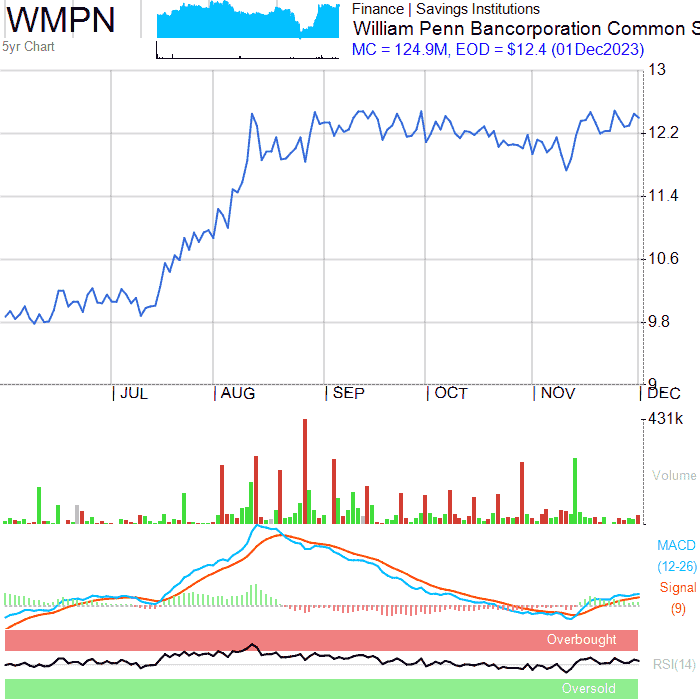 WMPN
5yr Chart
Finance | Savings Institutions
William Penn Bancorporation Common S
MC = 124.9M, EOD = $12.4 (01Dec2023)
13
12.2
11.4
10.6
9.8
9
| JUL | AUG | SEP | OCT | NOV | DEC
431k
Volume
MACD
(12-26)
Signal
(9)
Overbought
RSI(14)
Oversold